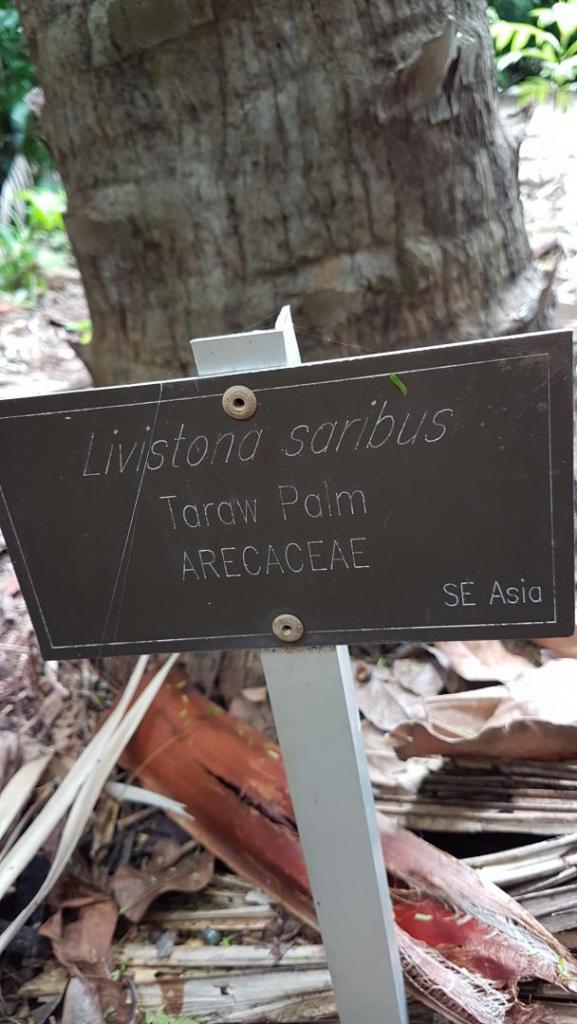 Livistona saribus
Taraw Palm
ARECACEAE
SE Asia